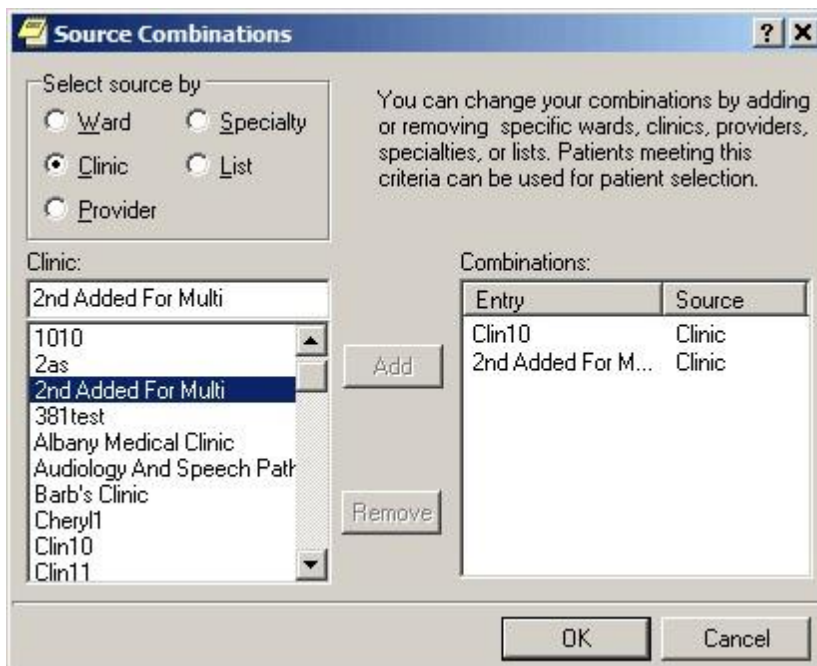 Source Combinations
Select source by
Ward
Specialty
Clinic
List
Provider
You can change your combinations by adding
or removing specific wards, clinics, providers,
specialties, or lists. Patients meeting this
criteria can be used for patient selection.
Clinic:
2nd Added For Multi
1010
2as
2nd Added For Multi
381test
Albany Medical Clinic
Audiology And Speech Path
Barb's Clinic
Cheryl1
Clin10
Clin11
Add
Remove
Combinations:
Entry Source
Clin10 Clinic
2nd Added For M... Clinic
OK
Cancel